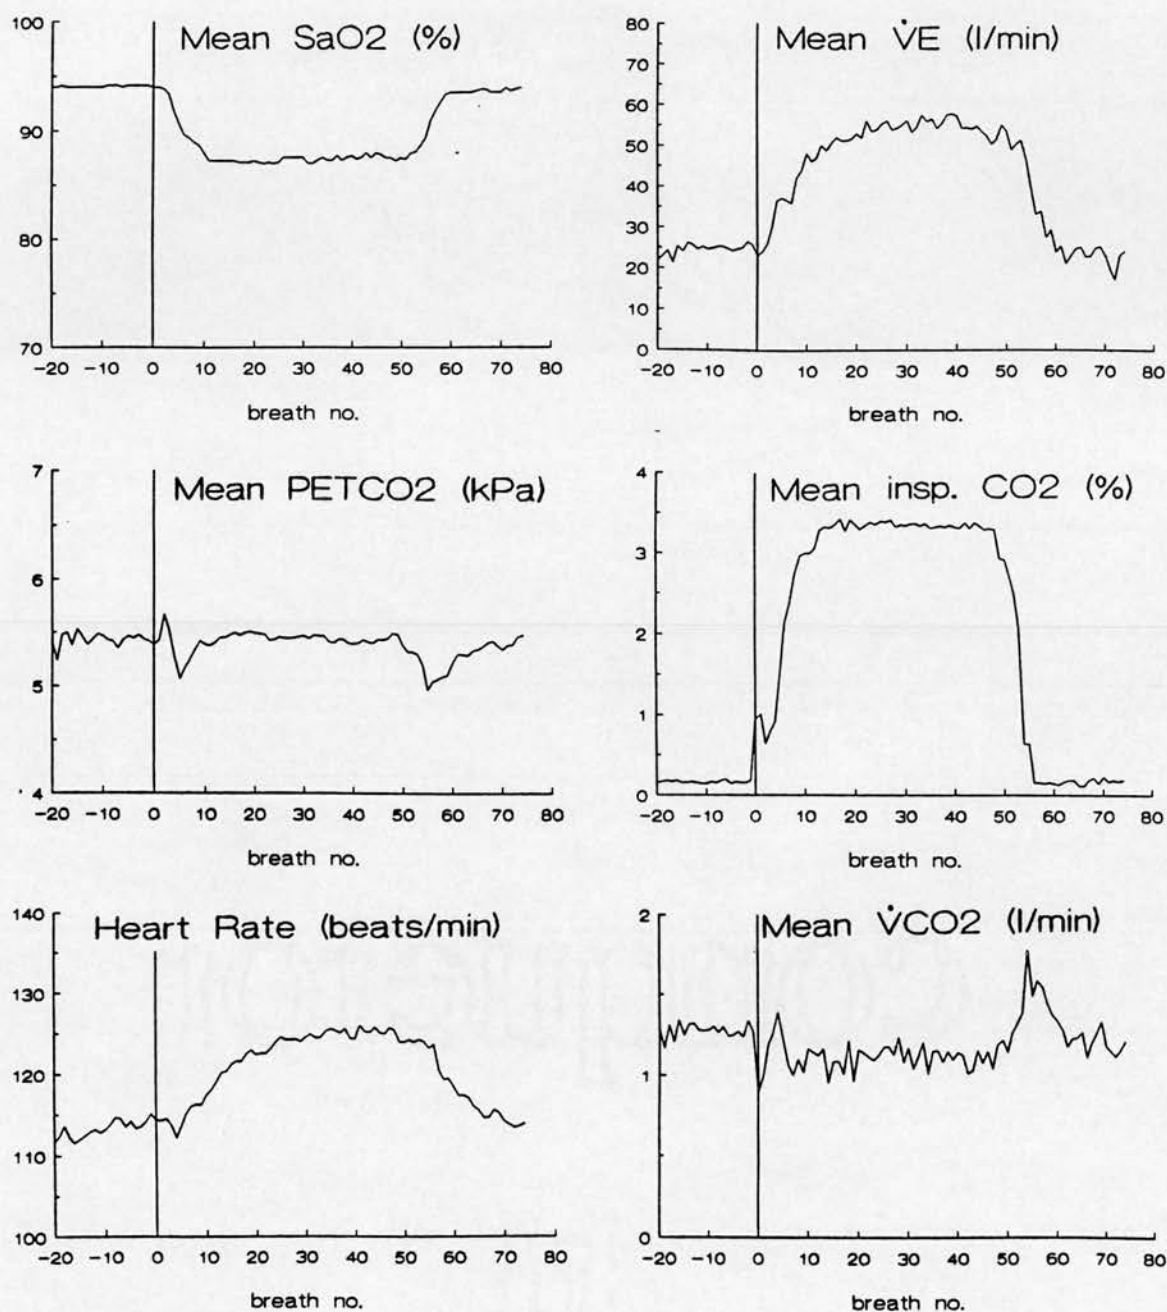 Mean SaO2 (%)
100
90
80
70
−20 −10 0 10 20 30 40 50 60 70 80
breath no.
Mean V̇E (l/min)
80
70
60
50
40
30
20
10
0
−20 −10 0 10 20 30 40 50 60 70 80
breath no.
Mean PETCO2 (kPa)
7
6
5
4
−20 −10 0 10 20 30 40 50 60 70 80
breath no.
Mean insp. CO2 (%)
4
3
2
1
0
−20 −10 0 10 20 30 40 50 60 70 80
breath no.
Heart Rate (beats/min)
140
130
120
110
100
−20 −10 0 10 20 30 40 50 60 70 80
breath no.
Mean V̇CO2 (l/min)
2
1
0
−20 −10 0 10 20 30 40 50 60 70 80
breath no.